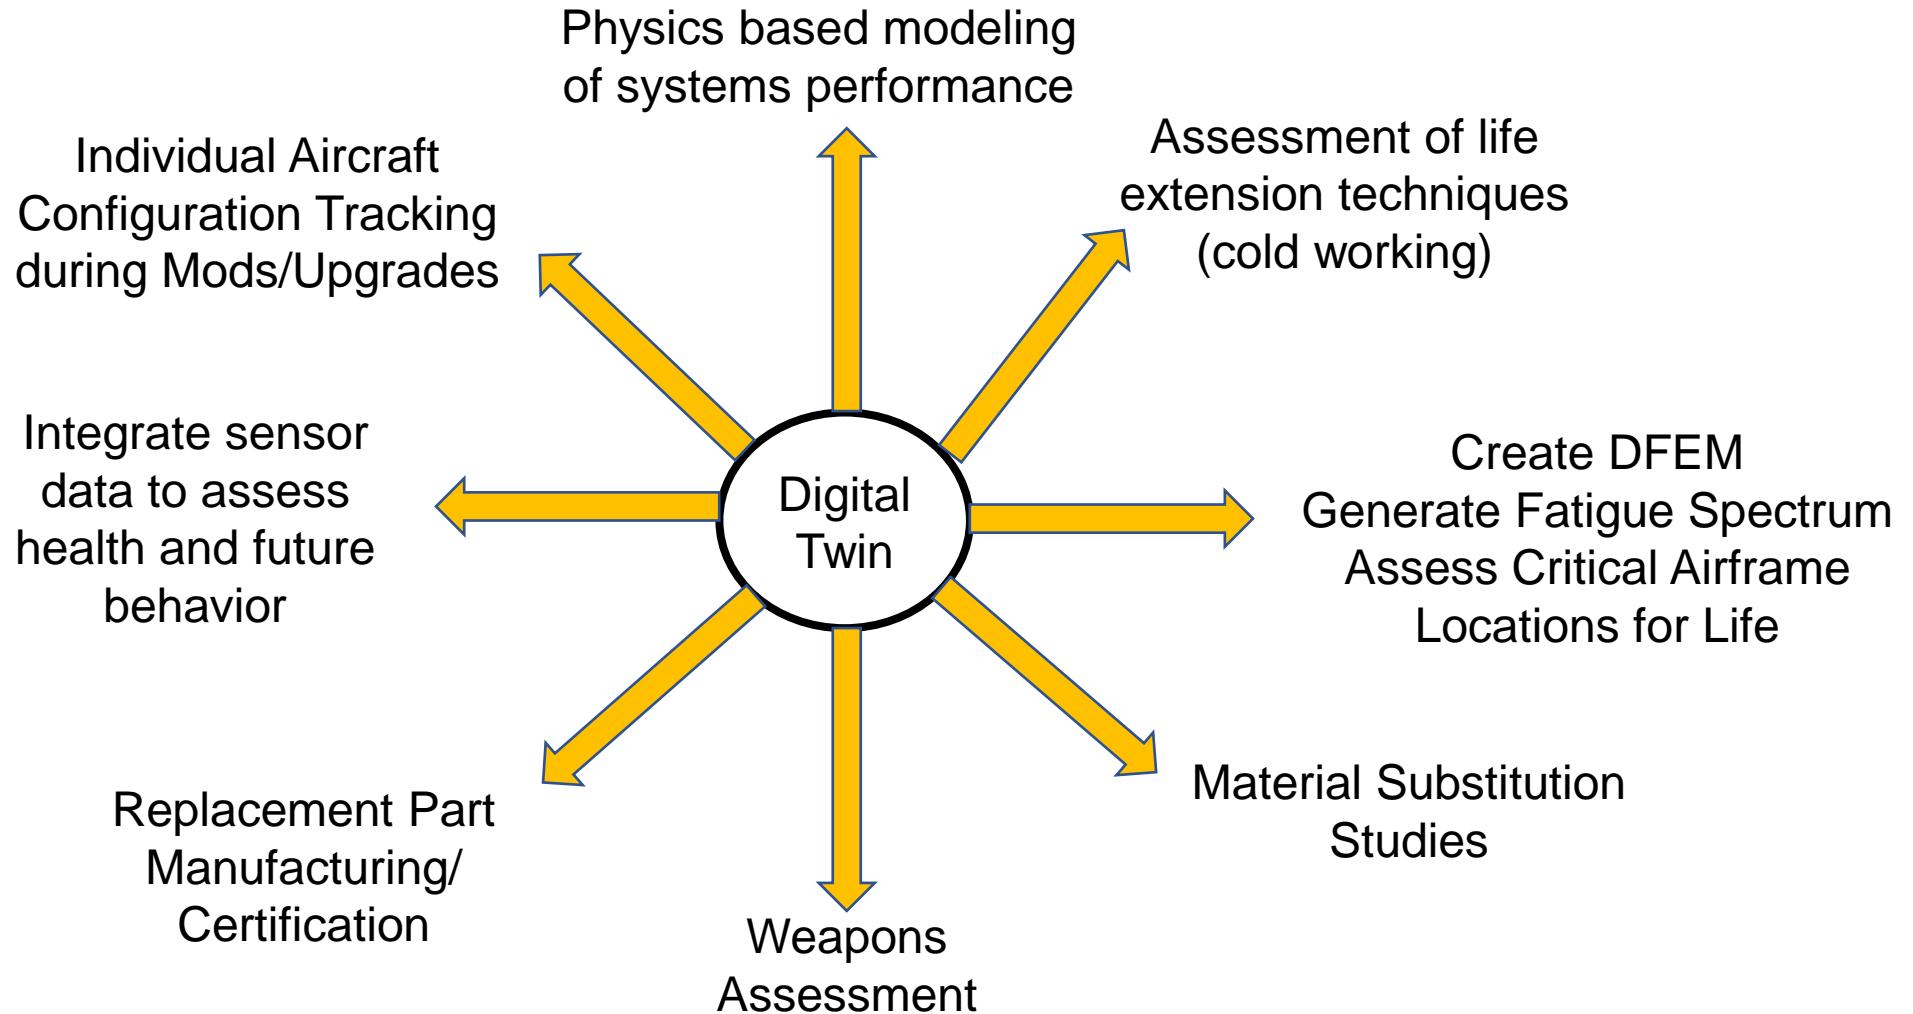 Physics based modeling
of systems performance
Individual Aircraft
Configuration Tracking
during Mods/Upgrades
Assessment of life
extension techniques
(cold working)
Integrate sensor
data to assess
health and future
behavior
Digital
Twin
Create DFEM
Generate Fatigue Spectrum
Assess Critical Airframe
Locations for Life
Replacement Part
Manufacturing/
Certification
Weapons
Assessment
Material Substitution
Studies